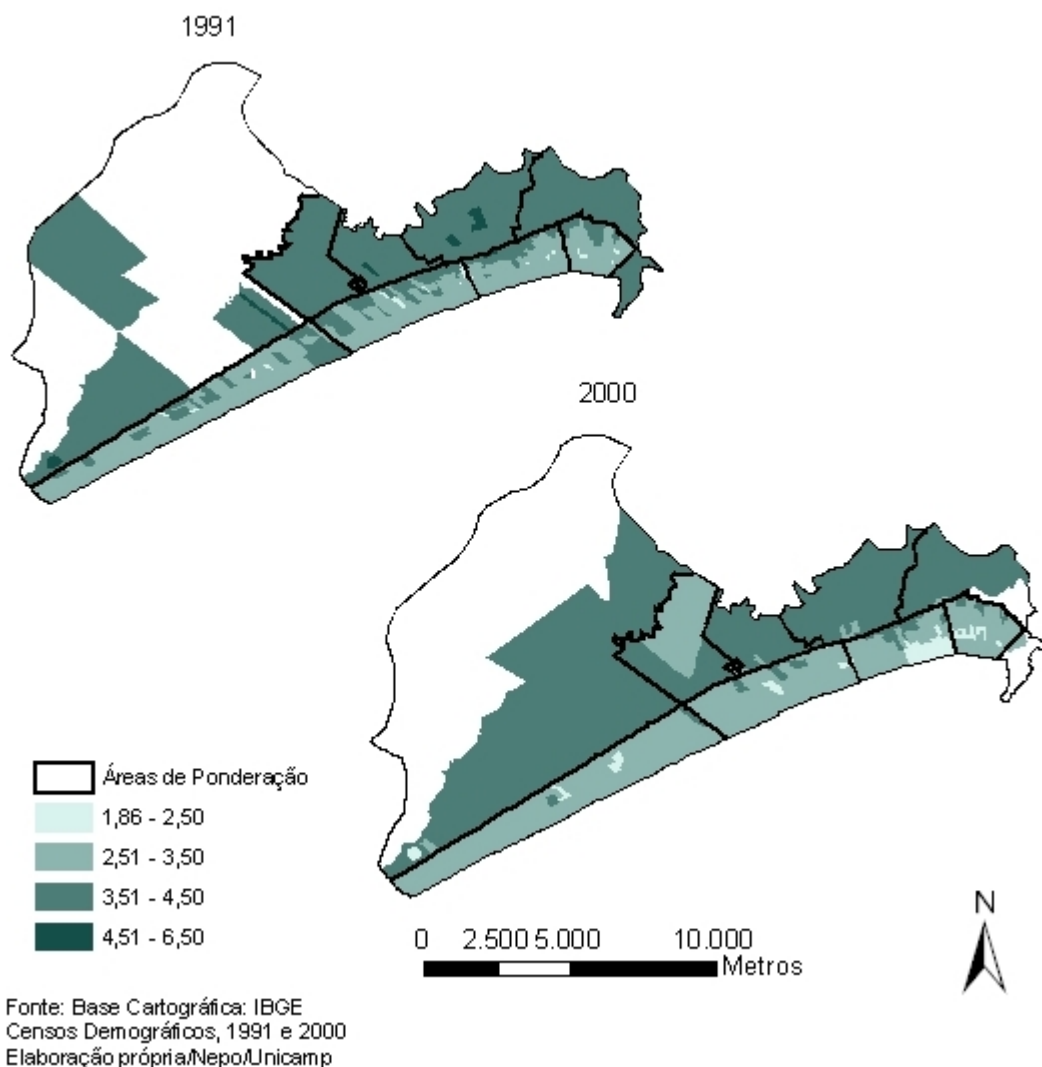 1991
2000
Áreas de Ponderação
1,86 - 2,50
2,51 - 3,50
3,51 - 4,50
4,51 - 6,50
N
0 2.500 5.000 10.000
Metros
Fonte: Base Cartográfica: IBGE
Censos Demográficos, 1991 e 2000
Elaboração própria/Nepo/Unicamp